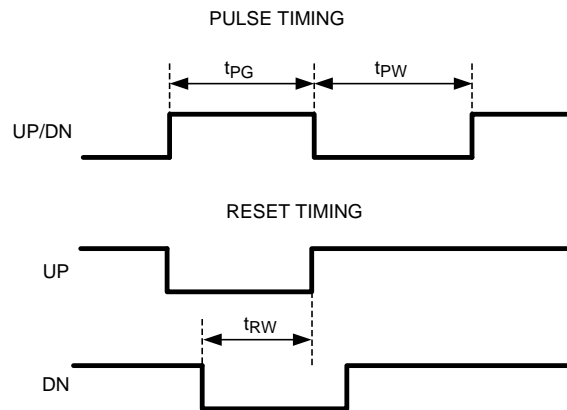 PULSE TIMING
tPG
tPW
UP/DN
RESET TIMING
UP
tRW
DN